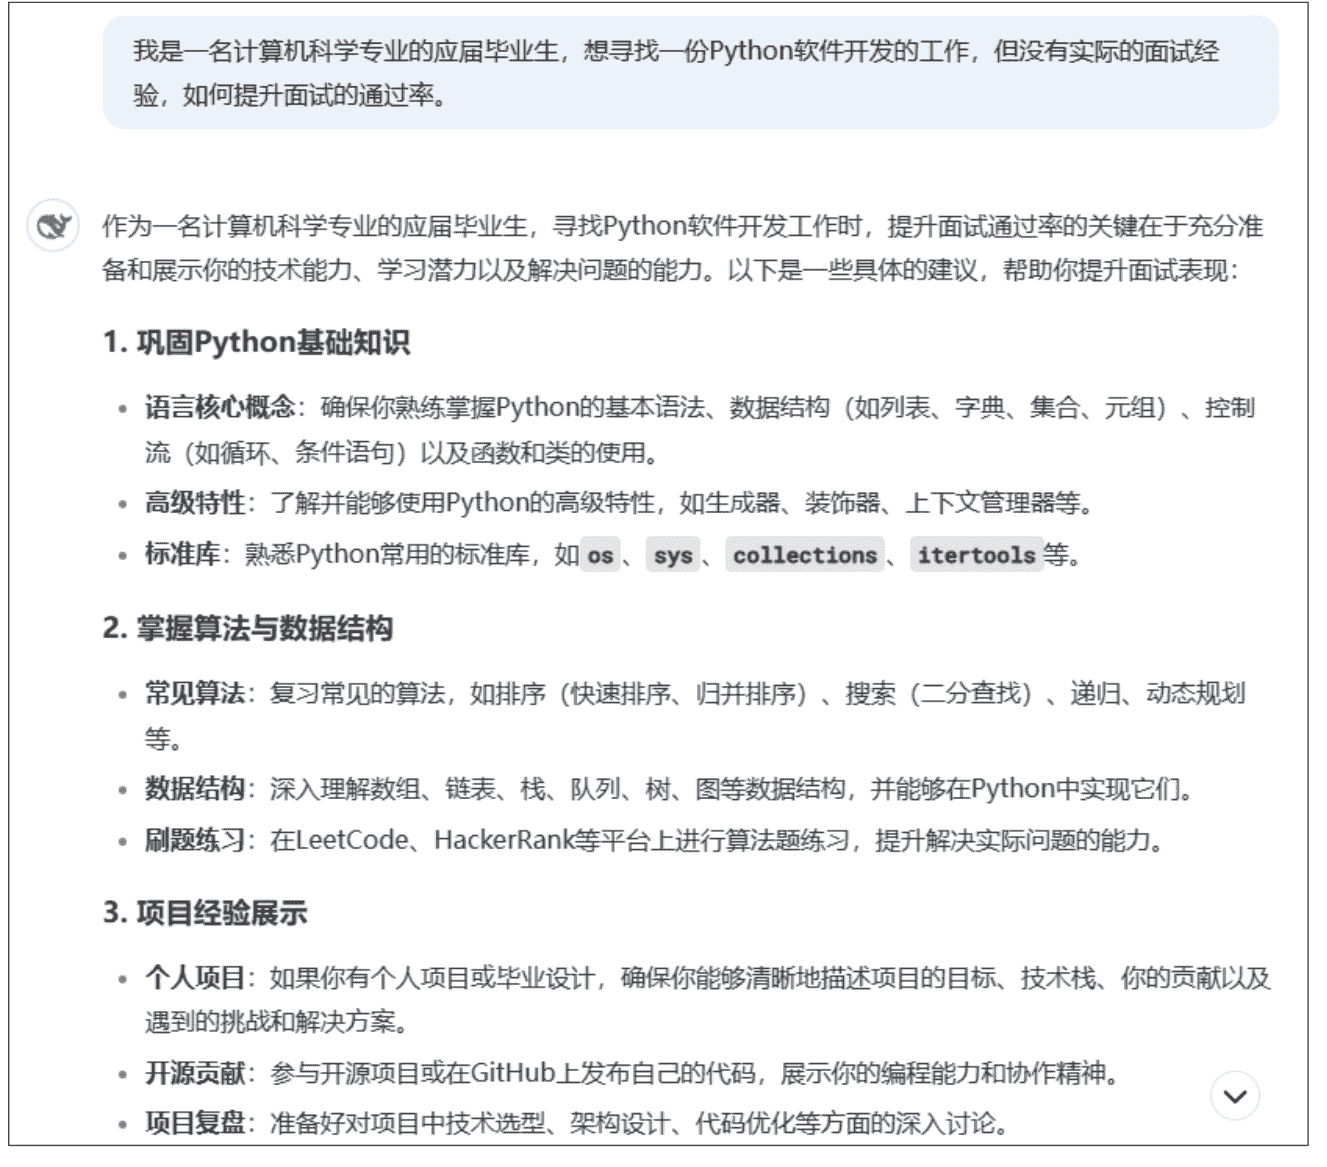 我是一名计算机科学专业的应届毕业生，想寻找一份Python软件开发的工作，但没有实际的面试经
验，如何提升面试的通过率。
作为一名计算机科学专业的应届毕业生，寻找Python软件开发工作时，提升面试通过率的关键在于充分准
备和展示你的技术能力、学习潜力以及解决问题的能力。以下是一些具体的建议，帮助你提升面试表现：
1. 巩固Python基础知识
• 语言核心概念：确保你熟练掌握Python的基本语法、数据结构（如列表、字典、集合、元组）、控制
流（如循环、条件语句）以及函数和类的使用。
• 高级特性：了解并能够使用Python的高级特性，如生成器、装饰器、上下文管理器等。
• 标准库：熟悉Python常用的标准库，如os、sys、collections、itertools等。
2. 掌握算法与数据结构
• 常见算法：复习常见的算法，如排序（快速排序、归并排序）、搜索（二分查找）、递归、动态规划
等。
• 数据结构：深入理解数组、链表、栈、队列、树、图等数据结构，并能够在Python中实现它们。
• 刷题练习：在LeetCode、HackerRank等平台上进行算法题练习，提升解决实际问题的能力。
3. 项目经验展示
• 个人项目：如果你有个人项目或毕业设计，确保你能够清晰地描述项目的目标、技术栈、你的贡献以及
遇到的挑战和解决方案。
• 开源贡献：参与开源项目或在GitHub上发布自己的代码，展示你的编程能力和协作精神。
• 项目复盘：准备好对项目中技术选型、架构设计、代码优化等方面的深入讨论。